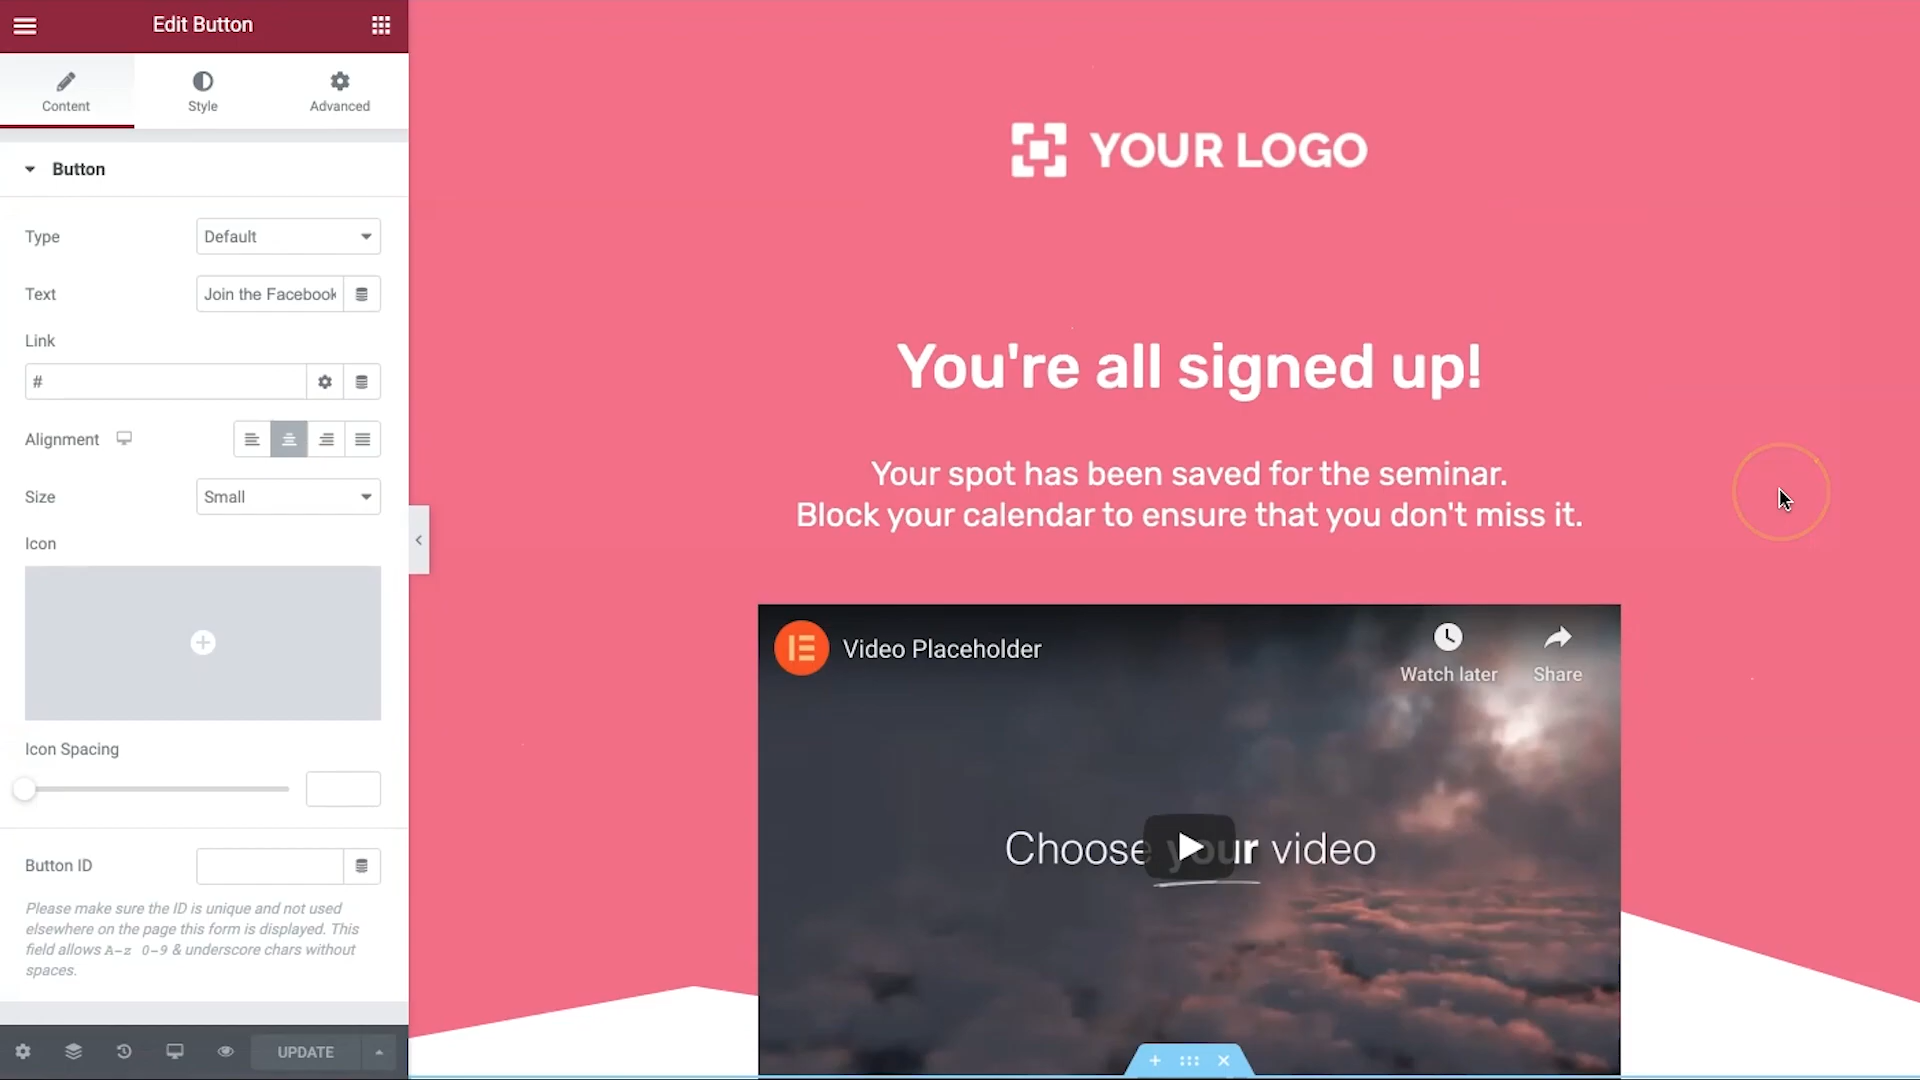 Edit Button
Content
Style
Advanced
Button
Type
Default
Text
Join the Facebook
Link
#
Alignment
Size
Small
Icon
Icon Spacing
Button ID
Please make sure the ID is unique and not used
elsewhere on the page this form is displayed. This
field allows A-z 0-9 & underscore chars without
spaces.
UPDATE
YOUR LOGO
You're all signed up!
Your spot has been saved for the seminar.
Block your calendar to ensure that you don't miss it.
Video Placeholder
Watch later
Share
Choose your video